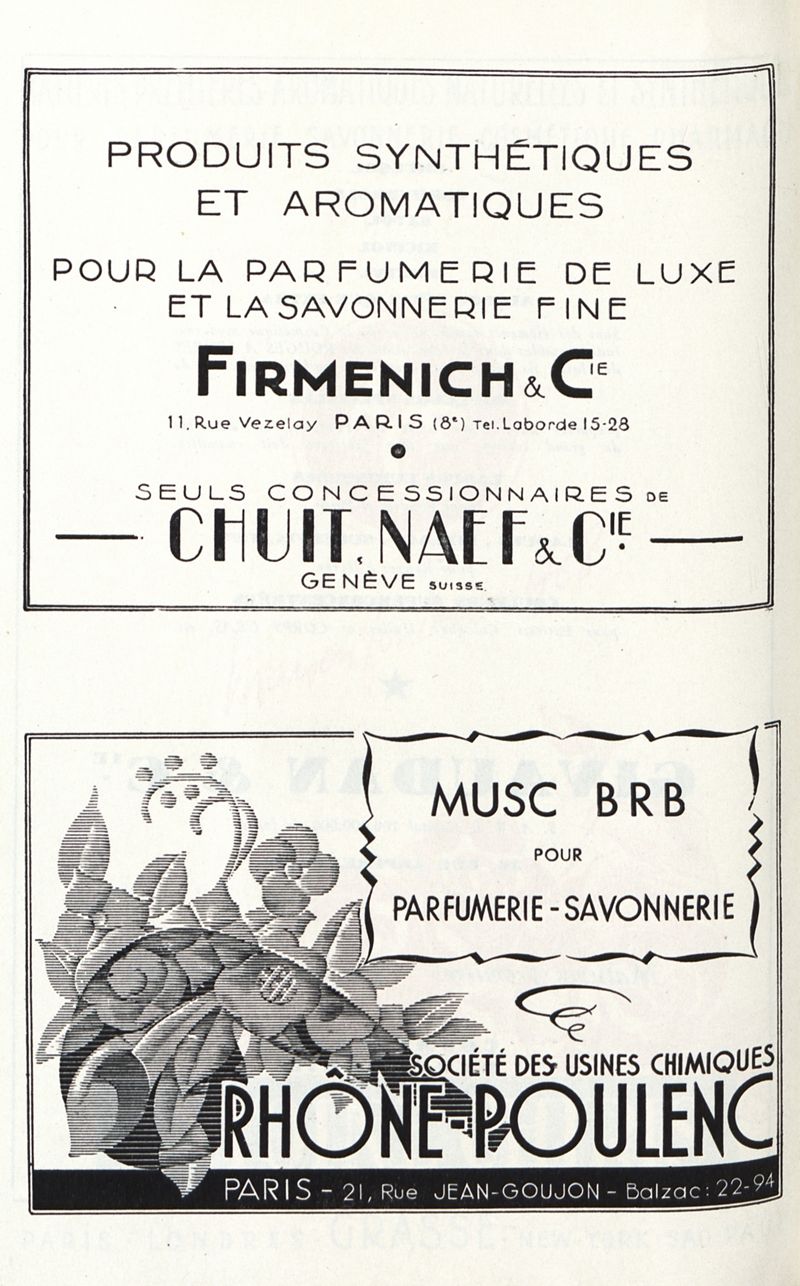 PRODUITS SYNTHÉTIQUES
ET AROMATIQUES
POUR LA PARFUMERIE DE LUXE
ET LA SAVONNERIE FINE
FIRMENICH & CIE
11, Rue Vezelay PARIS (8e) Tel. Laborde 15-28
SEULS CONCESSIONNAIRES DE
CHUIT, NAEF & CIE
GENÈVE SUISSE.
MUSC BRB
POUR
PARFUMERIE-SAVONNERIE
SOCIÉTÉ DES USINES CHIMIQUES
RHÔNE-POULENC
PARIS - 21, Rue JEAN-GOUJON - Balzac: 22-94